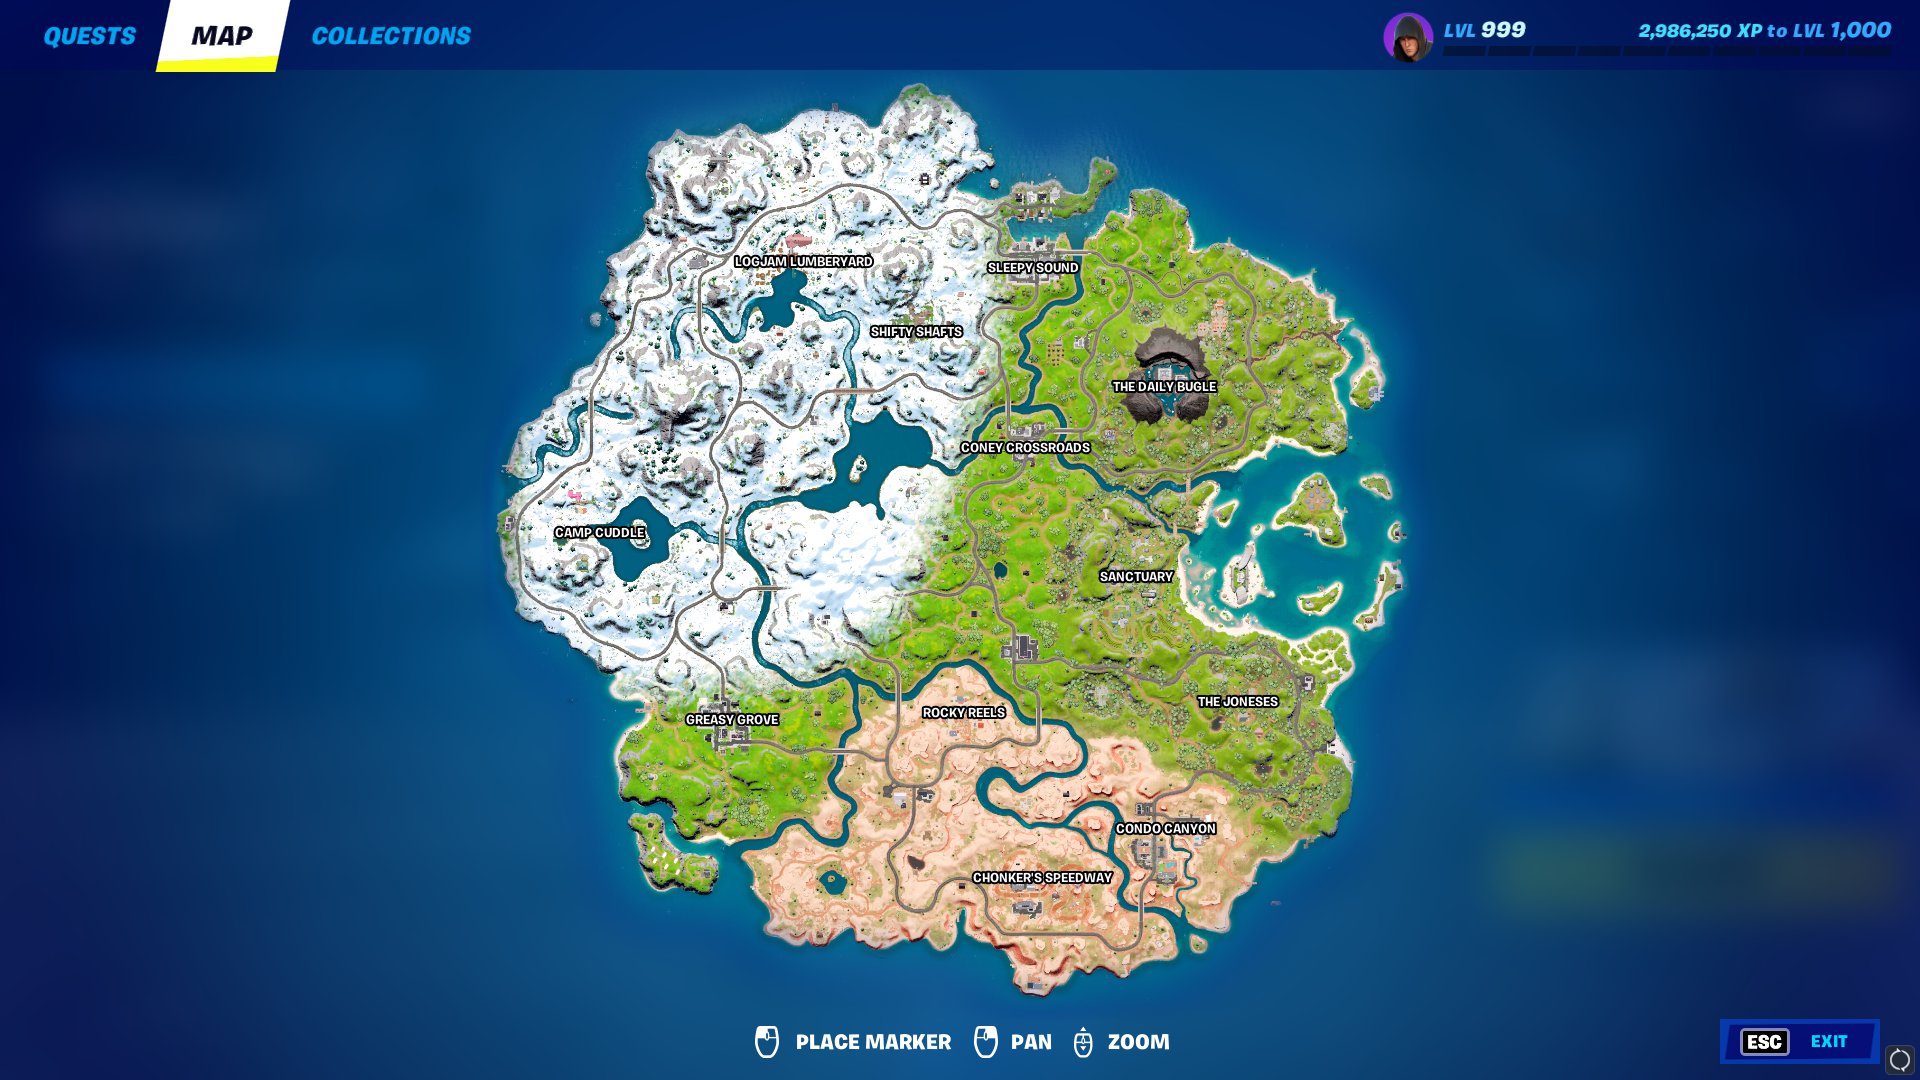 QUESTS
MAP
COLLECTIONS
LVL 999
2,986,250 XP to LVL 1,000
LOGJAM LUMBERYARD
SLEEPY SOUND
SHIFTY SHAFTS
THE DAILY BUGLE
CONEY CROSSROADS
CAMP CUDDLE
SANCTUARY
THE JONESES
ROCKY REELS
GREASY GROVE
CONDO CANYON
CHONKER'S SPEEDWAY
PLACE MARKER
PAN
ZOOM
ESC
EXIT